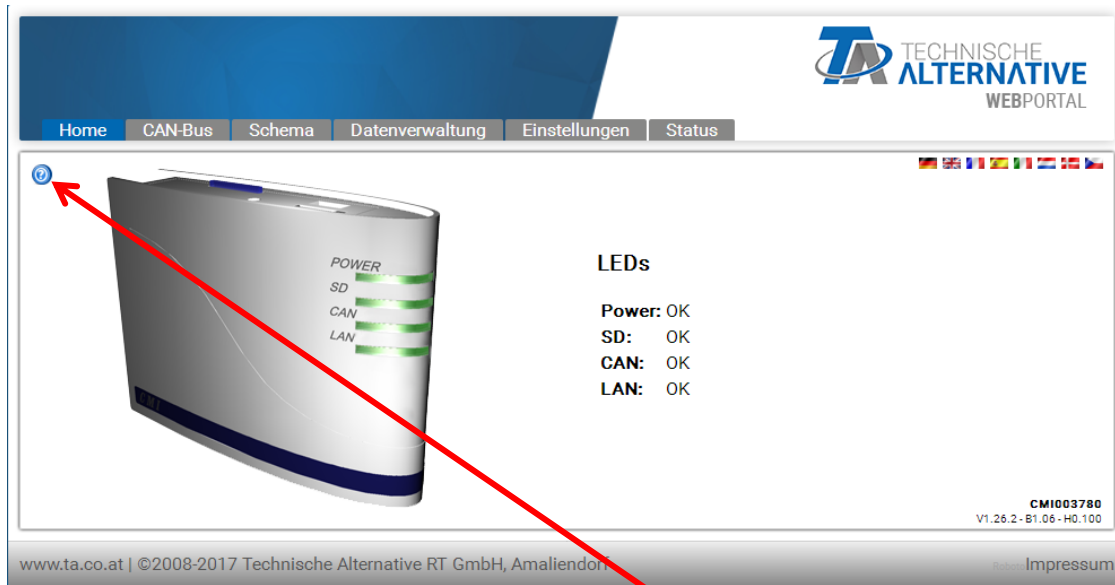 TECHNISCHE
ALTERNATIVE
WEBPORTAL
Home CAN-Bus Schema Datenverwaltung Einstellungen Status
POWER
SD
CAN
LAN
CMI
LEDs
Power: OK
SD: OK
CAN: OK
LAN: OK
CMI003780
V1.26.2 - B1.06 - H0.100
www.ta.co.at | ©2008-2017 Technische Alternative RT GmbH, Amaliendorf
Impressum